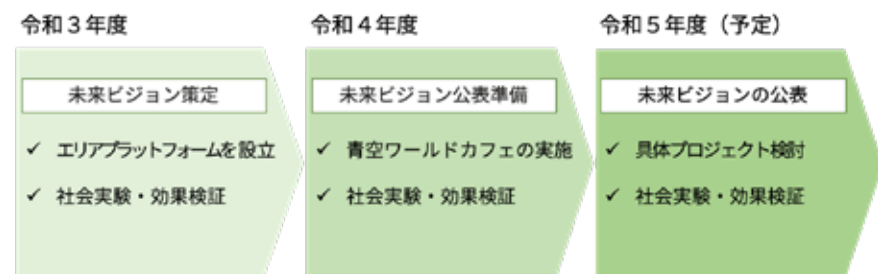 令和３年度
未来ビジョン策定
✓ エリアプラットフォームを設立
✓ 社会実験・効果検証
令和４年度
未来ビジョン公表準備
✓ 青空ワールドカフェの実施
✓ 社会実験・効果検証
令和５年度（予定）
未来ビジョンの公表
✓ 具体プロジェクト検討
✓ 社会実験・効果検証